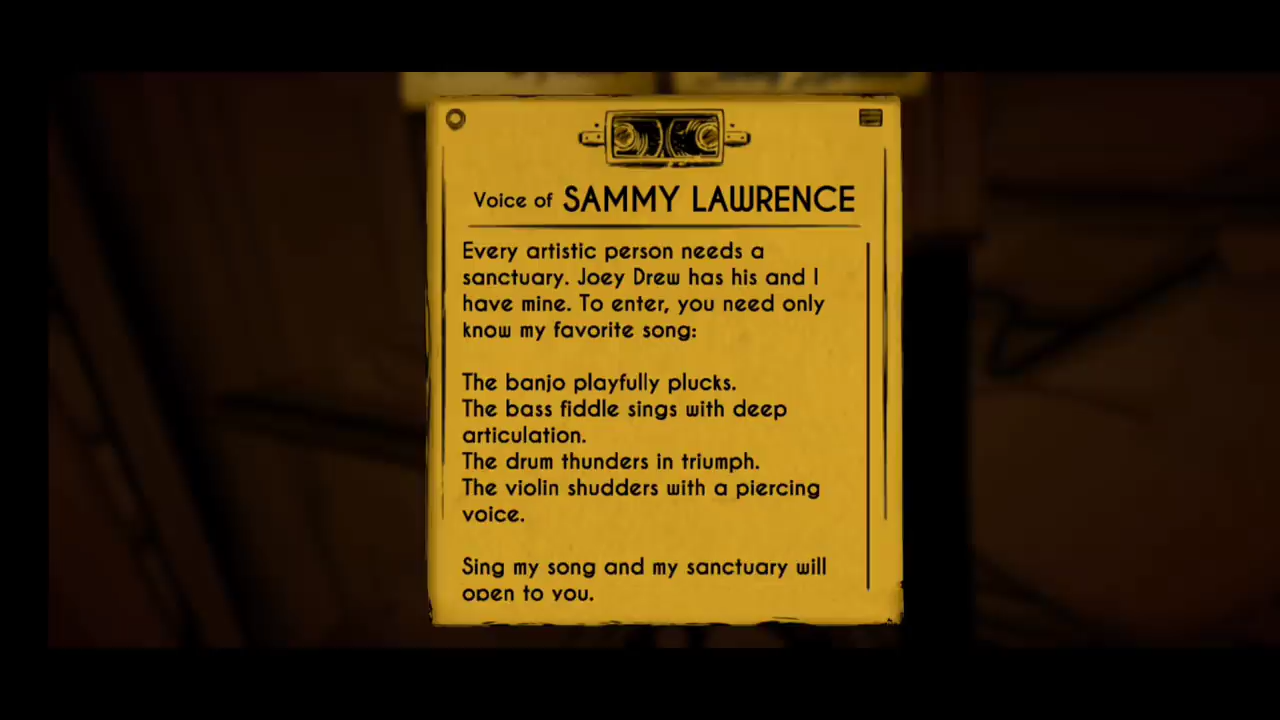 Voice of SAMMY LAWRENCE
Every artistic person needs a
sanctuary. Joey Drew has his and I
have mine. To enter, you need only
know my favorite song:
The banjo playfully plucks.
The bass fiddle sings with deep
articulation.
The drum thunders in triumph.
The violin shudders with a piercing
voice.
Sing my song and my sanctuary will
open to you.